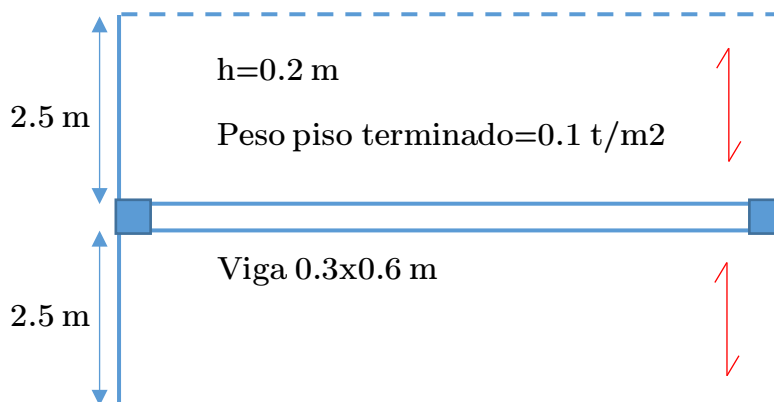 h=0.2 m
2.5 m
Peso piso terminado=0.1 t/m2
Viga 0.3x0.6 m
2.5 m